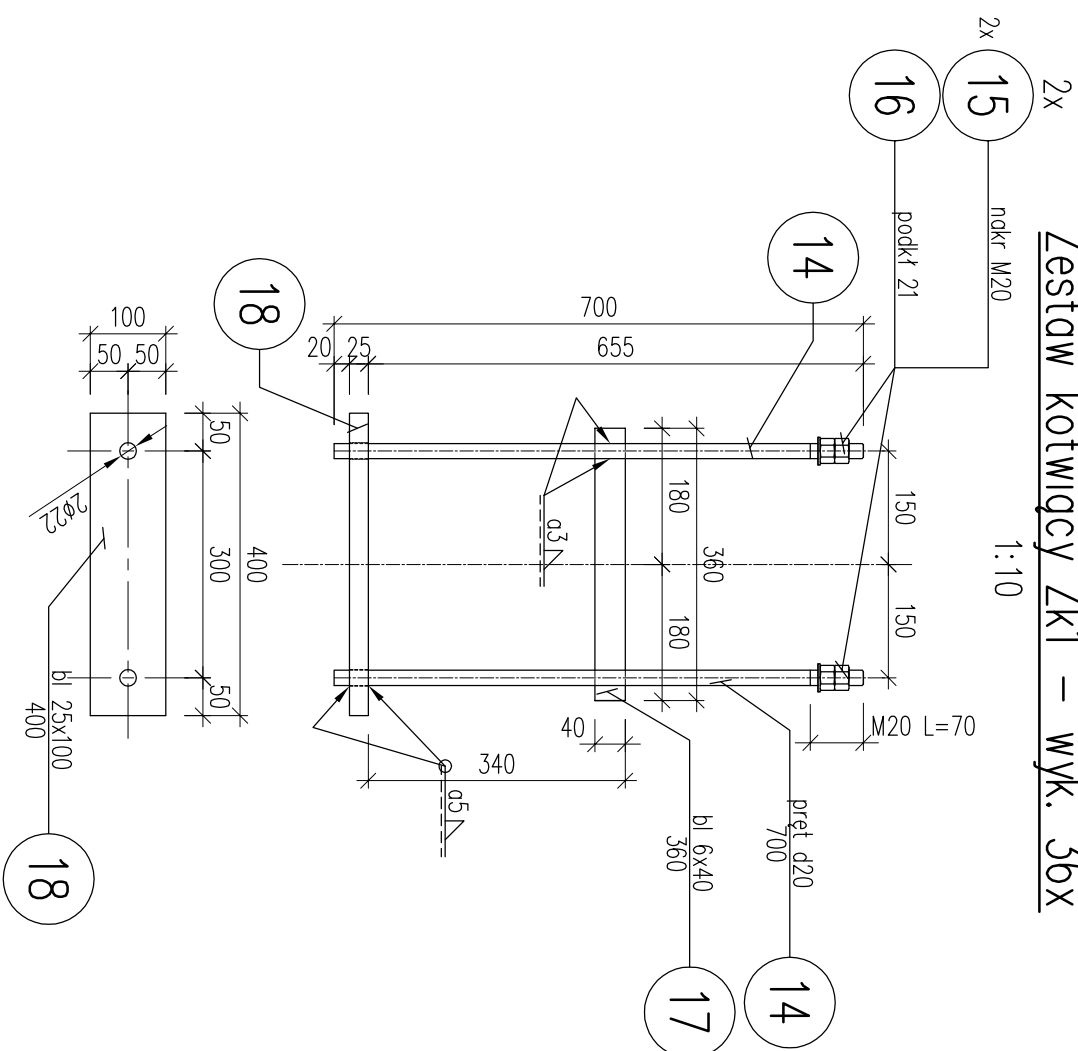 Zestaw kotwiący Zk1 – wyk. 36x
1:10
2x
2x
15
nakr M20
16
podkł 21
14
18
700
20
25
655
150
150
180
180
360
a3
M20 L=70
40
340
a5
pręt d20
700
14
bl 6x40
360
17
100
50
50
50
300
50
400
2ϕ22
bl 25x100
400
18